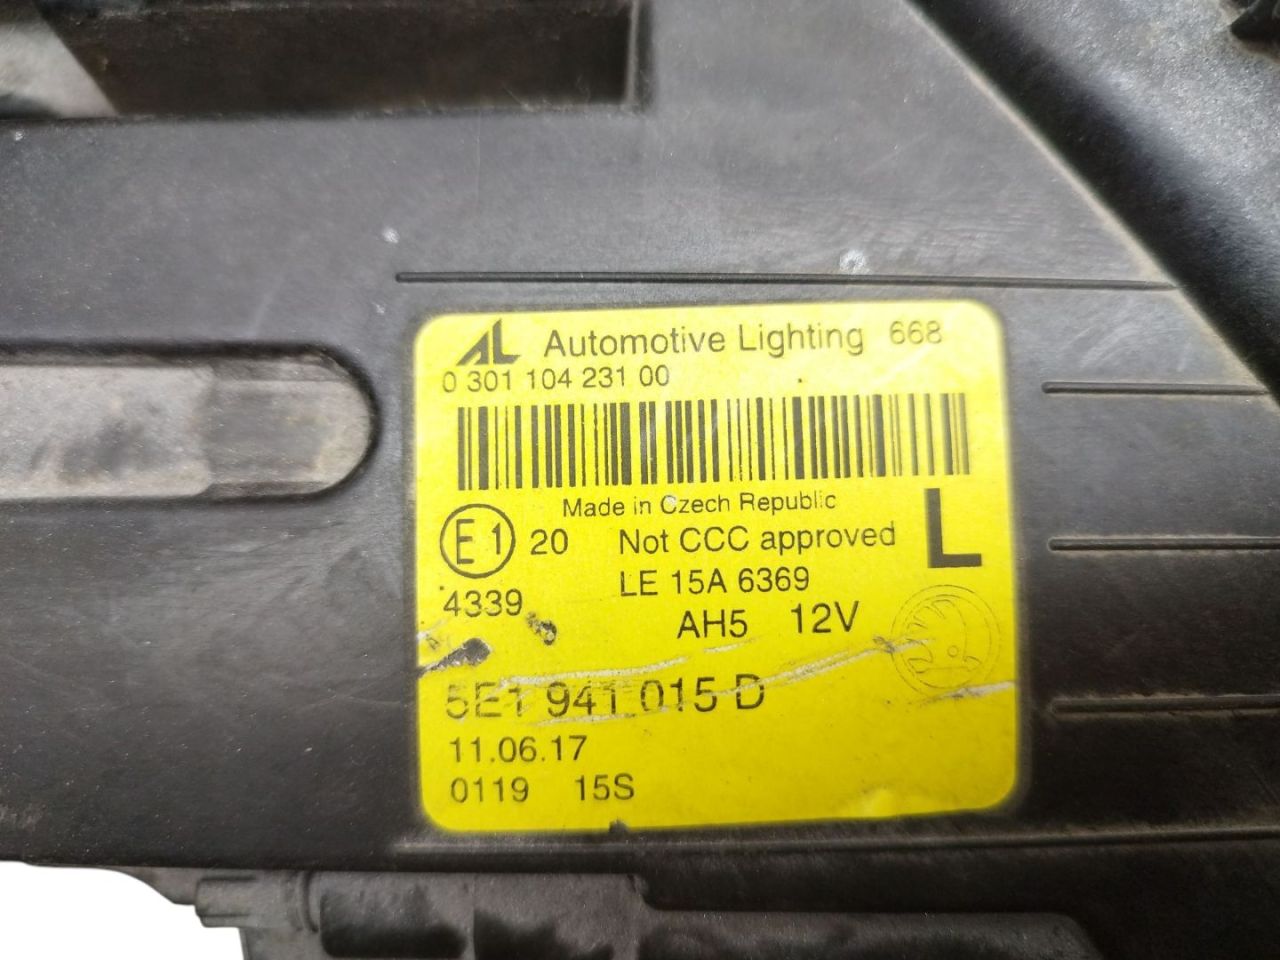 AL Automotive Lighting 668
0 301 104 231 00
Made in Czech Republic
E1 20 Not CCC approved L
LE 15A 6369
4339
AH5 12V
5E1 941 015 D
11.06.17
0119 15S